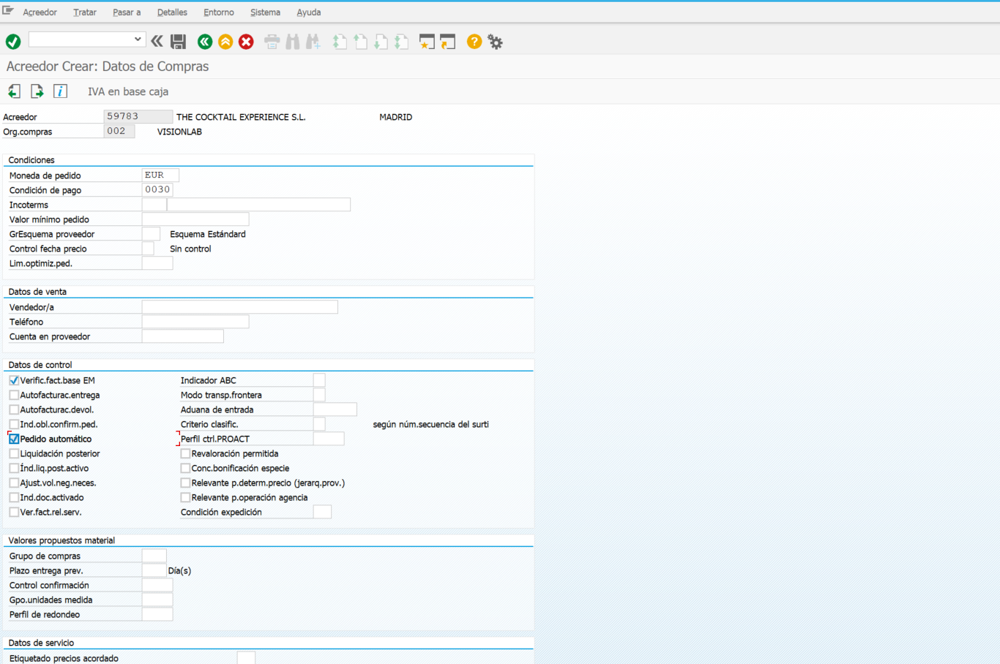 Acreedor Tratar Pasar a Detalles Entorno Sistema Ayuda
Acreedor Crear: Datos de Compras
IVA en base caja
Acreedor 59783 THE COCKTAIL EXPERIENCE S.L. MADRID
Org.compras 002 VISIONLAB
Condiciones
Moneda de pedido EUR
Condición de pago 0030
Incoterms
Valor mínimo pedido
GrEsquema proveedor Esquema Estándard
Control fecha precio Sin control
Lim.optimiz.ped.
Datos de venta
Vendedor/a
Teléfono
Cuenta en proveedor
Datos de control
Verific.fact.base EM Indicador ABC
Autofacturac.entrega Modo transp.frontera
Autofacturac.devol. Aduana de entrada
Ind.obl.confirm.ped. Criterio clasific. según núm.secuencia del surti
Pedido automático Perfil ctrl.PROACT
Liquidación posterior Revaloración permitida
Índ.liq.post.activo Conc.bonificación especie
Ajust.vol.neg.neces. Relevante p.determ.precio (jerarq.prov.)
Ind.doc.activado Relevante p.operación agencia
Ver.fact.rel.serv. Condición expedición
Valores propuestos material
Grupo de compras
Plazo entrega prev. Día(s)
Control confirmación
Gpo.unidades medida
Perfil de redondeo
Datos de servicio
Etiquetado precios acordado